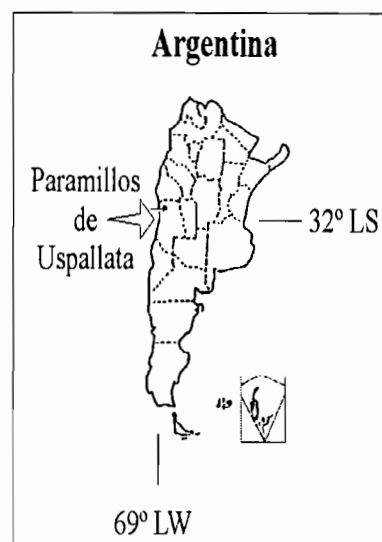 Argentina
Paramillos
de
Uspallata
32º LS
69º LW